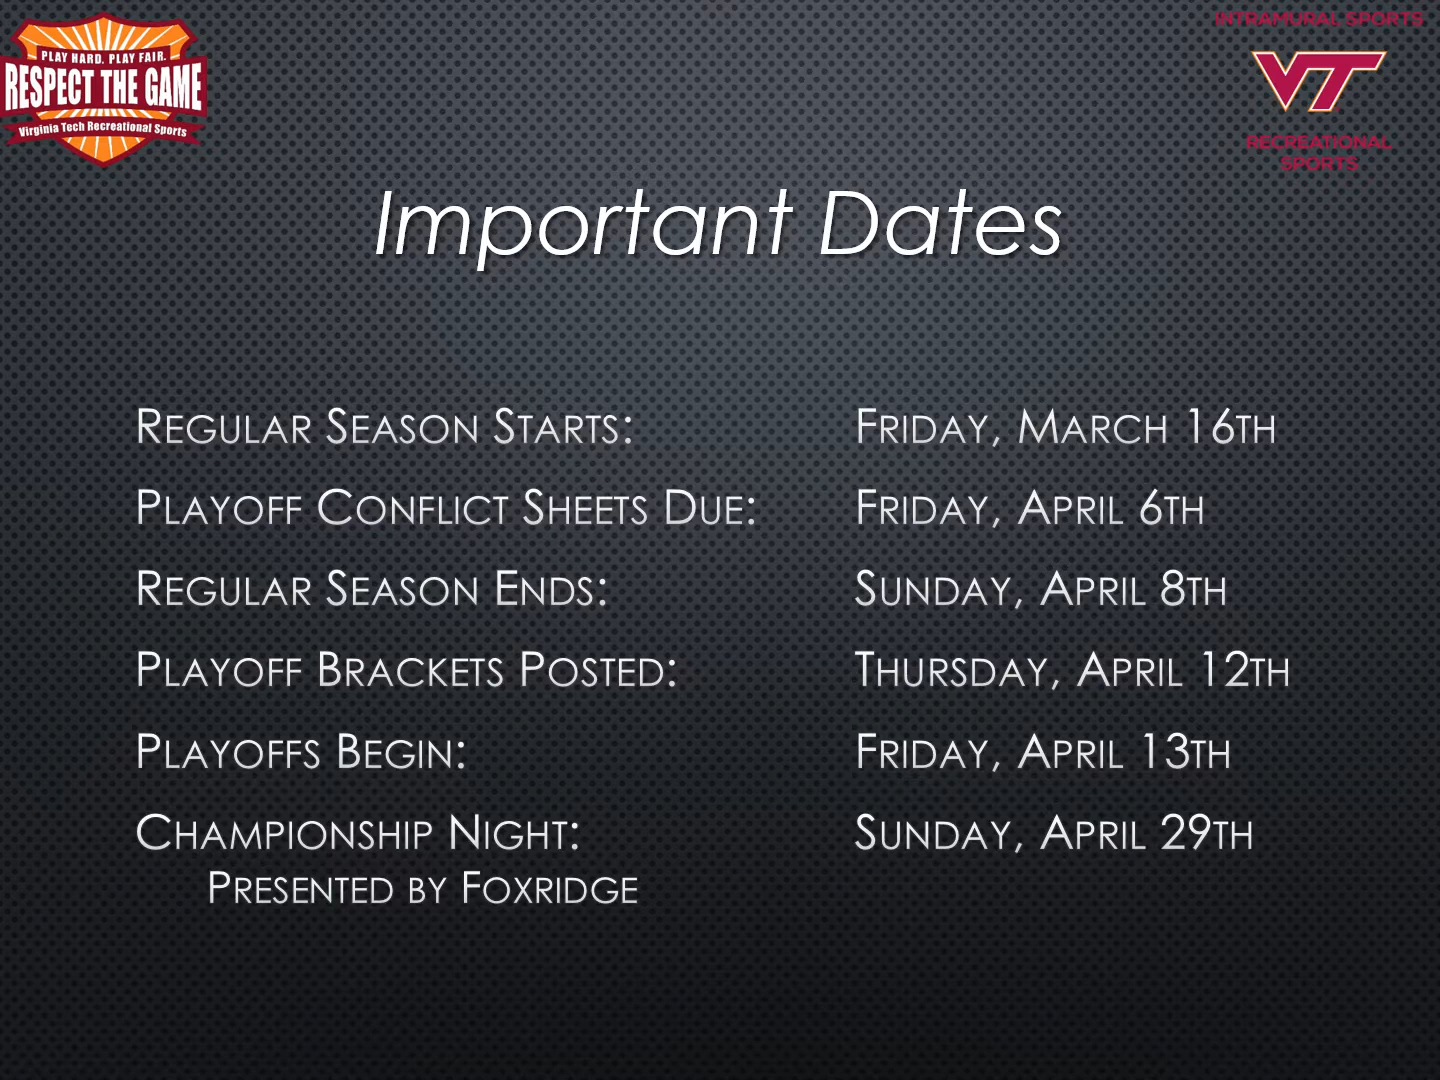 PLAY HARD. PLAY FAIR.
RESPECT THE GAME
Virginia Tech Recreational Sports
INTRAMURAL SPORTS
VT
RECREATIONAL
SPORTS
Important Dates
Regular Season Starts: Friday, March 16th
Playoff Conflict Sheets Due: Friday, April 6th
Regular Season Ends: Sunday, April 8th
Playoff Brackets Posted: Thursday, April 12th
Playoffs Begin: Friday, April 13th
Championship Night: Sunday, April 29th
Presented by Foxridge